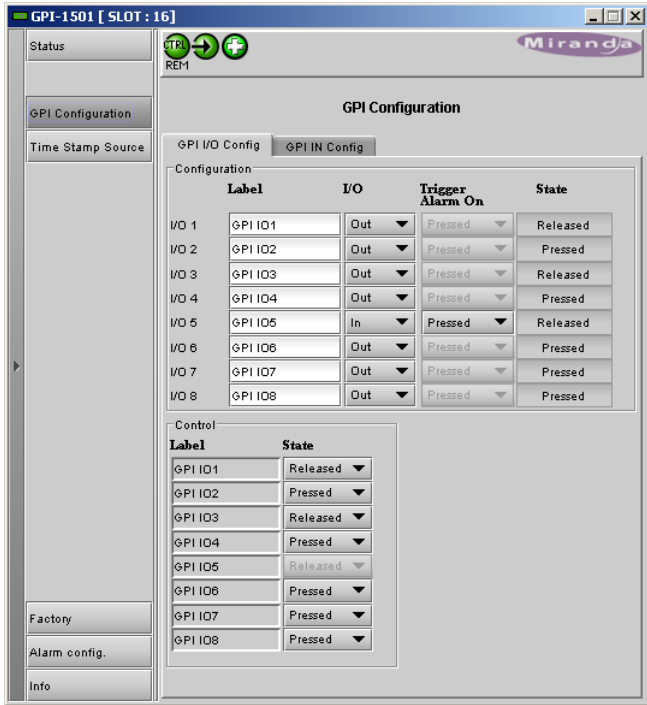 GPI-1501 [ SLOT : 16]
Status
GPI Configuration
Time Stamp Source
Factory
Alarm config.
Info
CTRL
REM
Miranda
GPI Configuration
GPI I/O Config GPI IN Config
Configuration
Label I/O Trigger Alarm On State
I/O 1 GPI IO1 Out Pressed Released
I/O 2 GPI IO2 Out Pressed Pressed
I/O 3 GPI IO3 Out Pressed Released
I/O 4 GPI IO4 Out Pressed Pressed
I/O 5 GPI IO5 In Pressed Released
I/O 6 GPI IO6 Out Pressed Pressed
I/O 7 GPI IO7 Out Pressed Pressed
I/O 8 GPI IO8 Out Pressed Pressed
Control
Label State
GPI IO1 Released
GPI IO2 Pressed
GPI IO3 Released
GPI IO4 Pressed
GPI IO5 Released
GPI IO6 Pressed
GPI IO7 Pressed
GPI IO8 Pressed